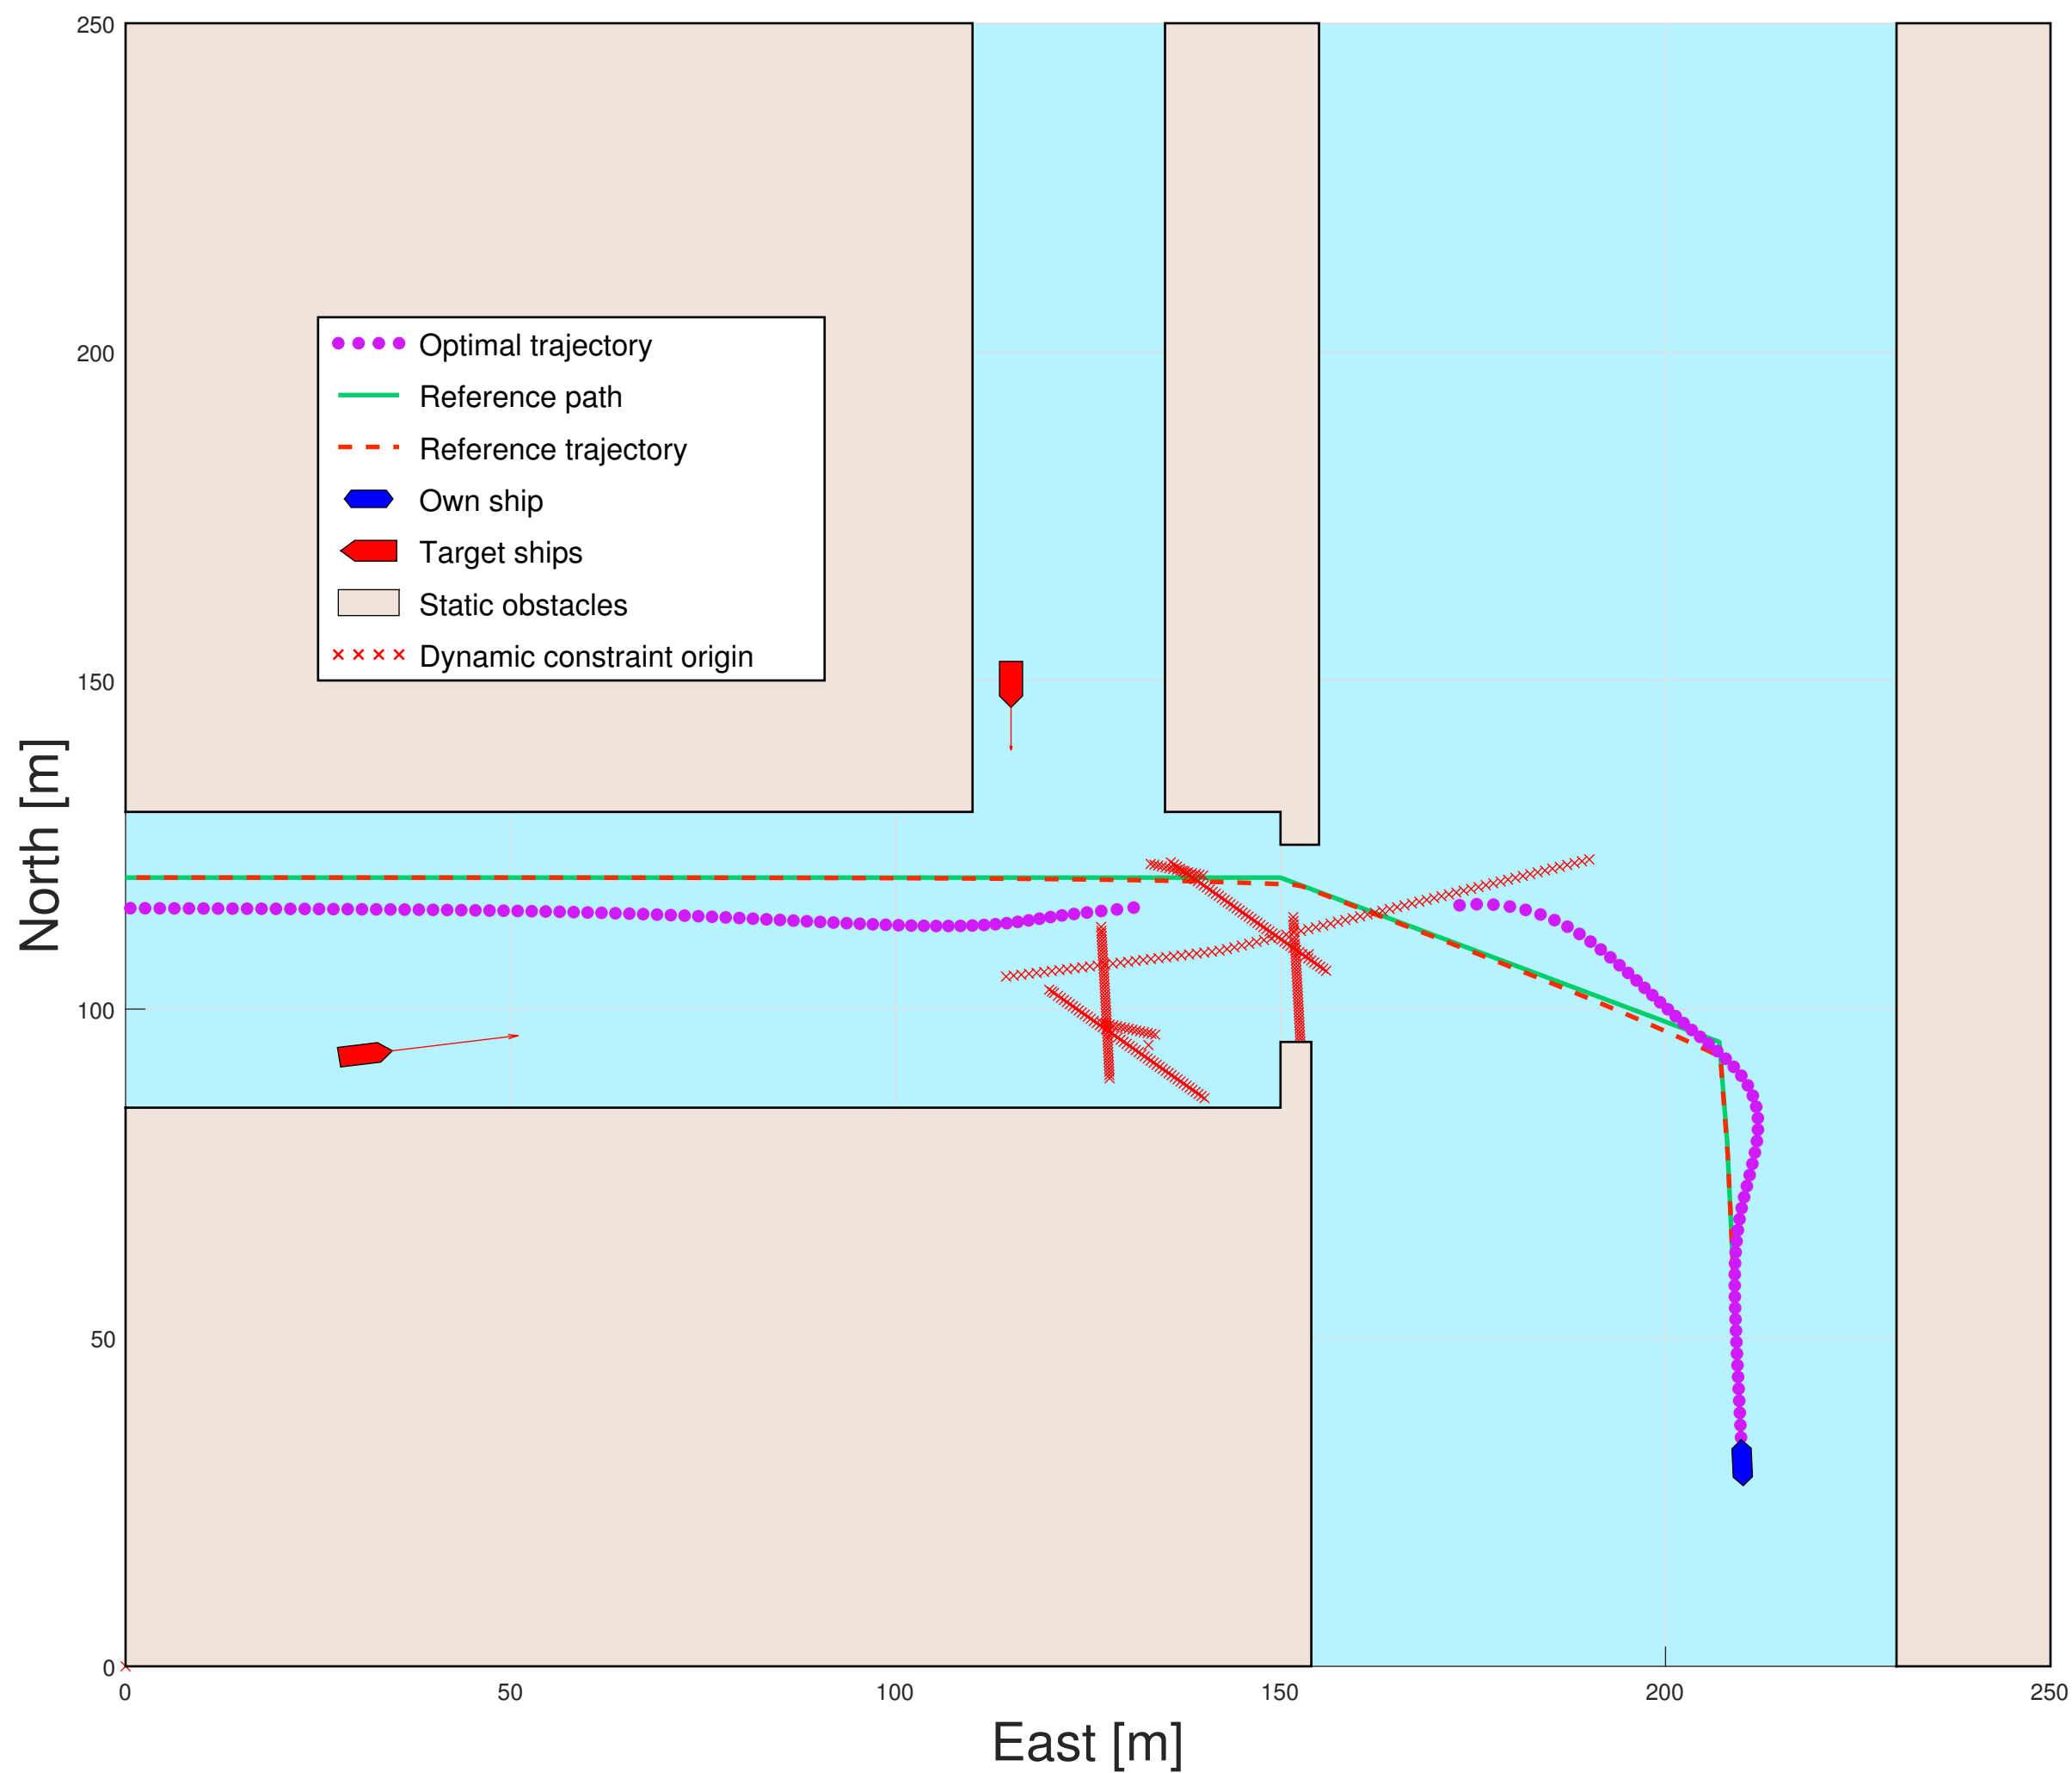 250
200
150
100
50
0
North [m]
Optimal trajectory
Reference path
Reference trajectory
Own ship
Target ships
Static obstacles
Dynamic constraint origin
0 50 100 150 200 250
East [m]